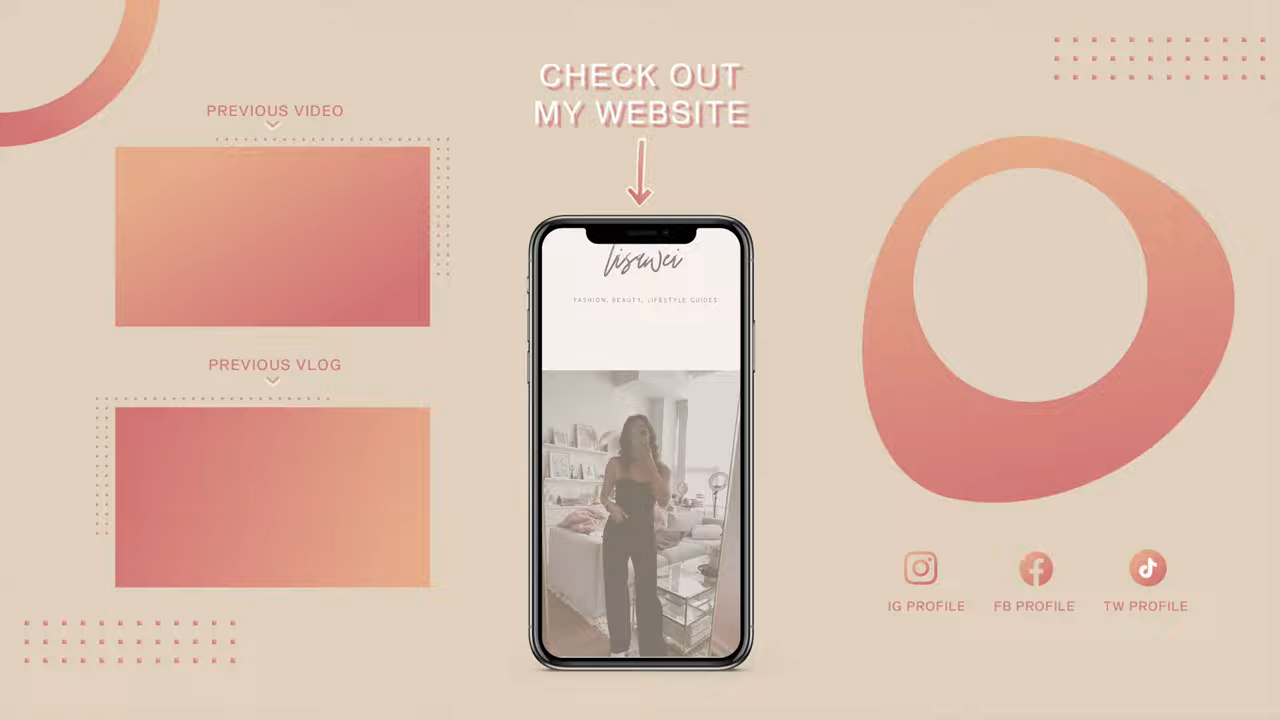 PREVIOUS VIDEO
PREVIOUS VLOG
CHECK OUT
MY WEBSITE
lisawei
FASHION, BEAUTY, LIFESTYLE GUIDES
IG PROFILE
FB PROFILE
TW PROFILE